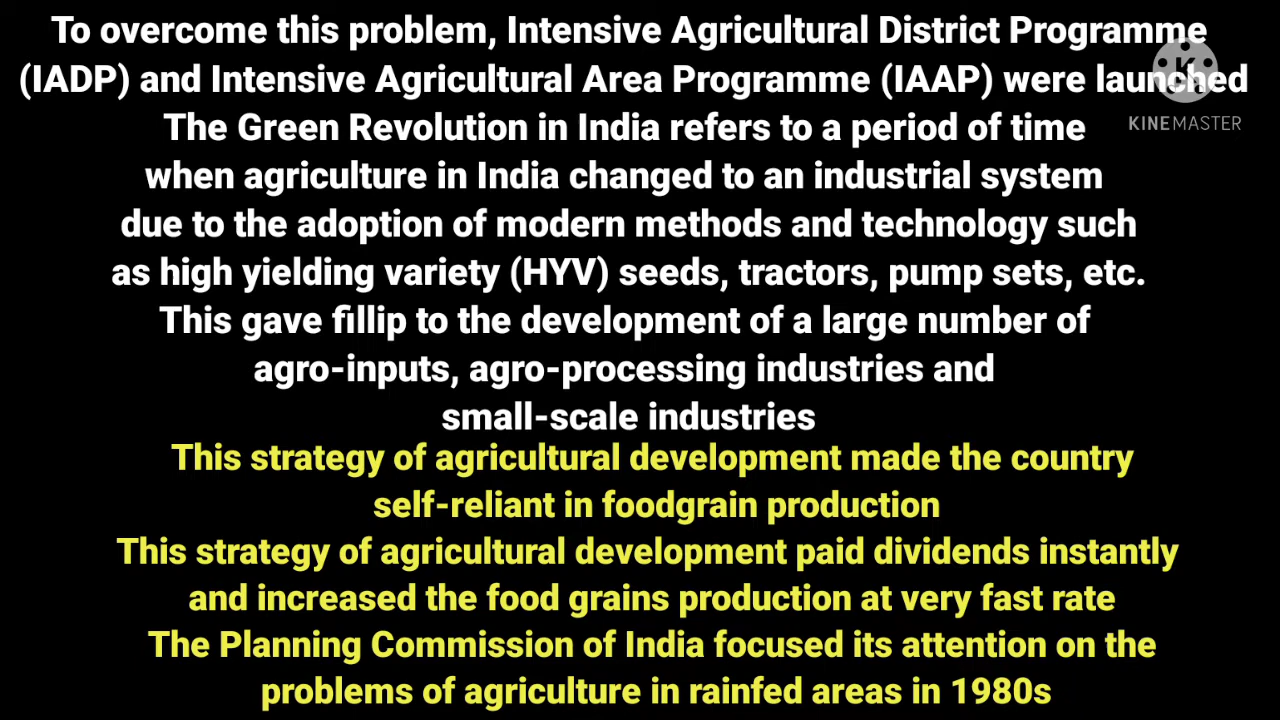 To overcome this problem, Intensive Agricultural District Programme
(IADP) and Intensive Agricultural Area Programme (IAAP) were launched
The Green Revolution in India refers to a period of time
when agriculture in India changed to an industrial system
due to the adoption of modern methods and technology such
as high yielding variety (HYV) seeds, tractors, pump sets, etc.
This gave fillip to the development of a large number of
agro-inputs, agro-processing industries and
small-scale industries
This strategy of agricultural development made the country
self-reliant in foodgrain production
This strategy of agricultural development paid dividends instantly
and increased the food grains production at very fast rate
The Planning Commission of India focused its attention on the
problems of agriculture in rainfed areas in 1980s
K
KINEMASTER